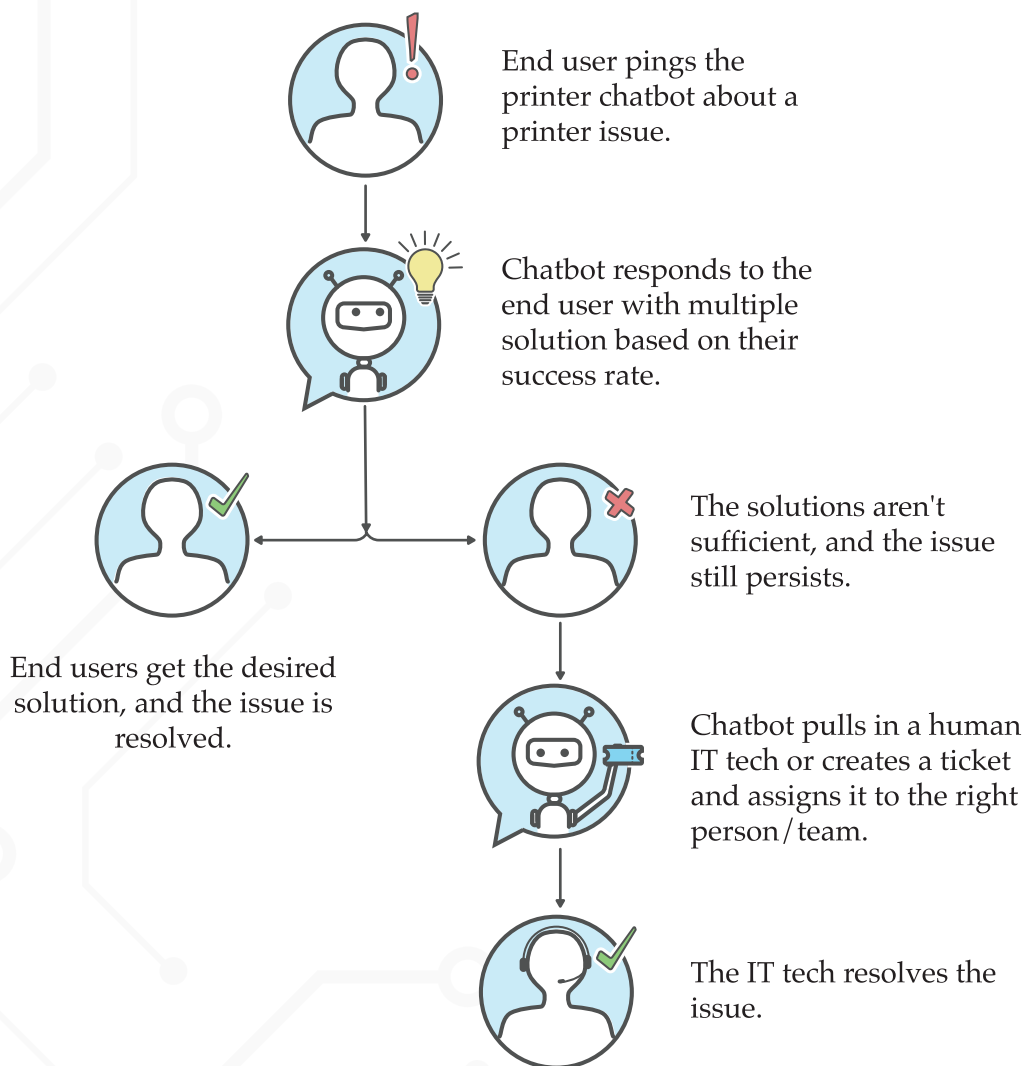 End user pings the
printer chatbot about a
printer issue.
Chatbot responds to the
end user with multiple
solution based on their
success rate.
The solutions aren't
sufficient, and the issue
still persists.
End users get the desired
solution, and the issue is
resolved.
Chatbot pulls in a human
IT tech or creates a ticket
and assigns it to the right
person/team.
The IT tech resolves the
issue.